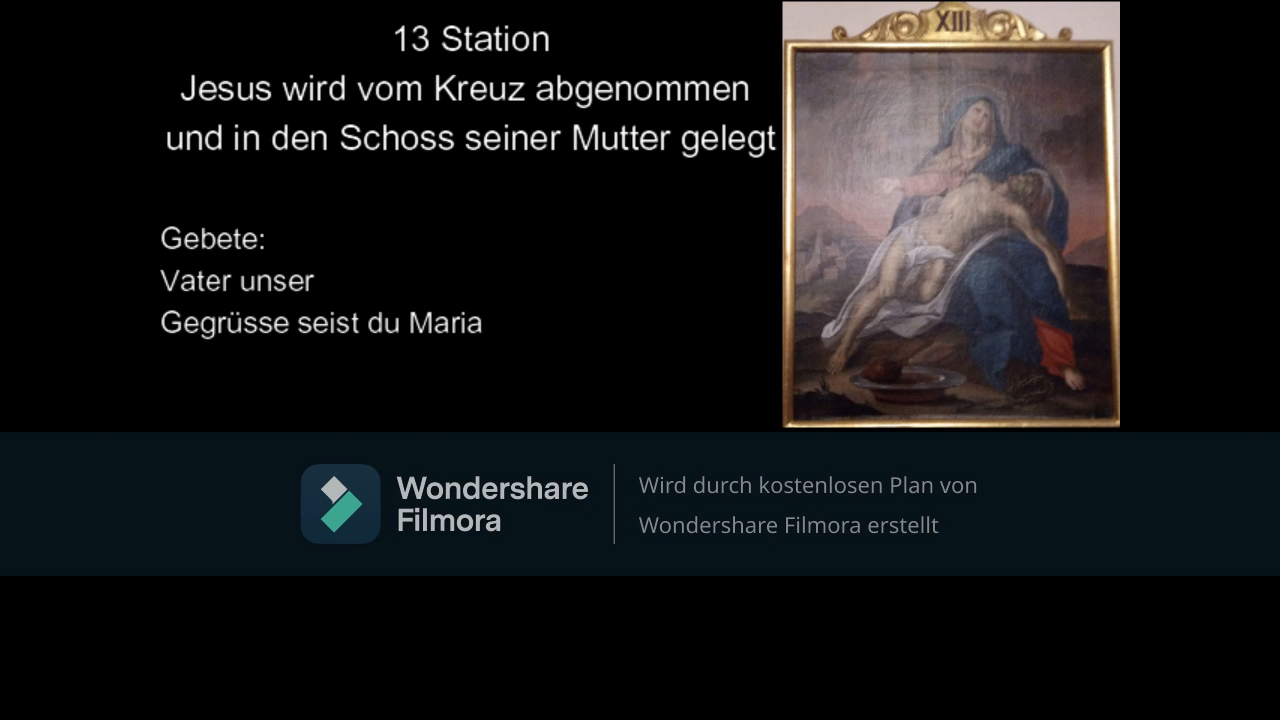 13 Station
Jesus wird vom Kreuz abgenommen
und in den Schoss seiner Mutter gelegt
XIII
Gebete:
Vater unser
Gegrüsse seist du Maria
Wondershare
Filmora
Wird durch kostenlosen Plan von
Wondershare Filmora erstellt